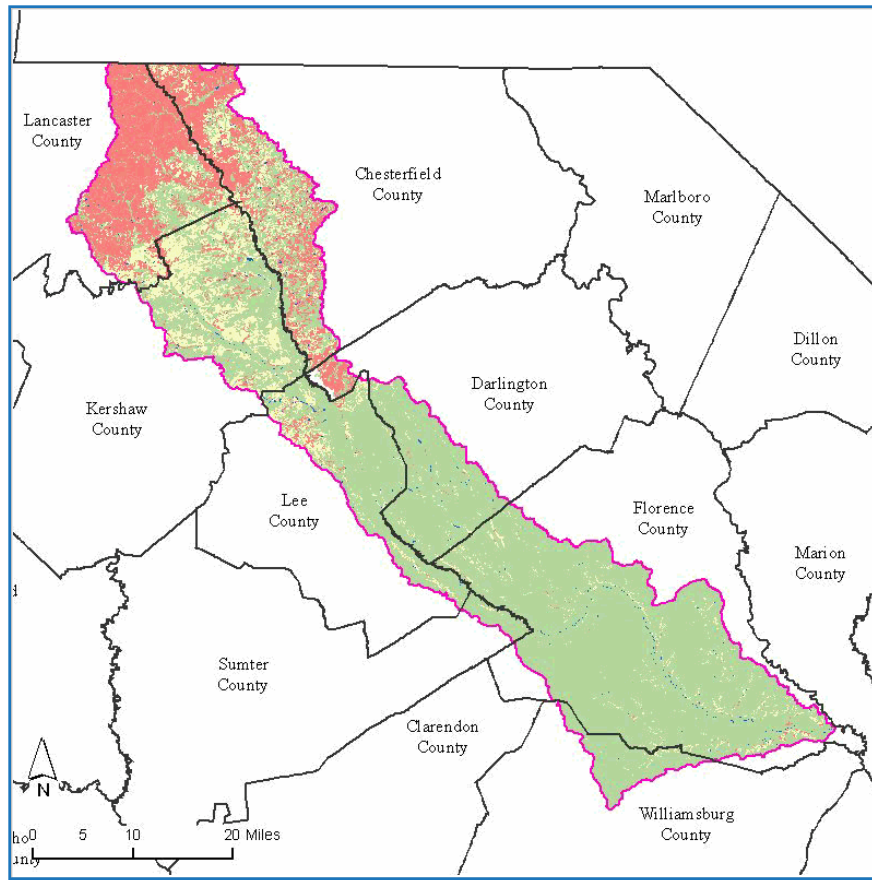 Lancaster
County
Chesterfield
County
Marlboro
County
Dillon
County
Kershaw
County
Darlington
County
Lee
County
Florence
County
Marion
County
Sumter
County
Clarendon
County
Williamsburg
County
N
0 5 10 20 Miles